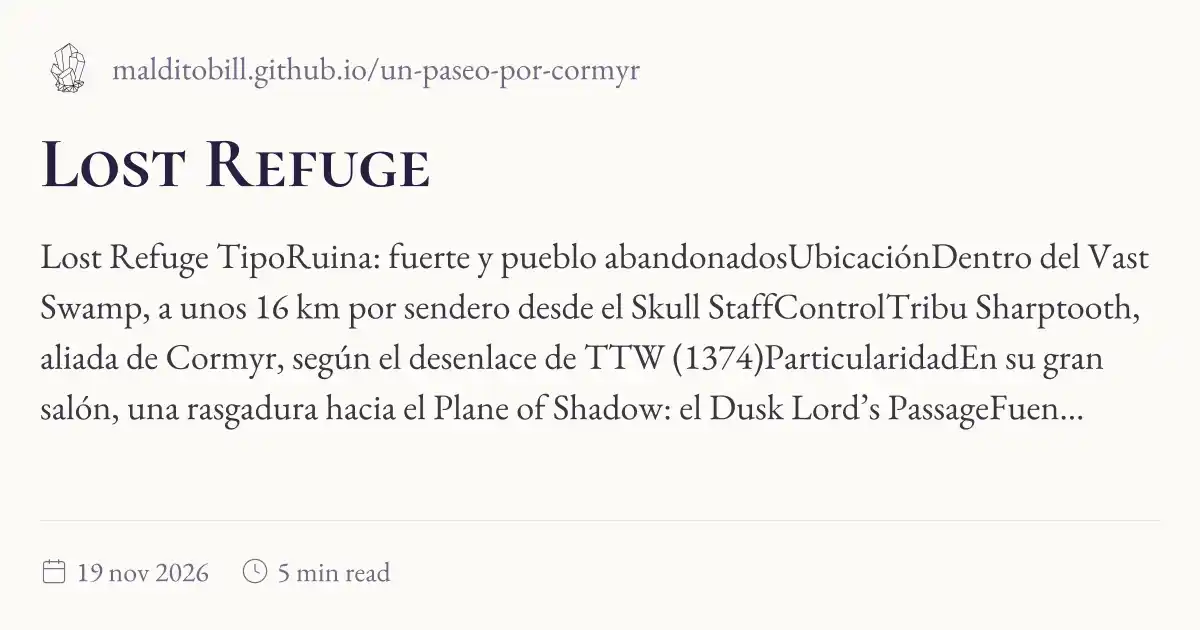 malditobill.github.io/un-paseo-por-cormyr
Lost Refuge
Lost Refuge TipoRuina: fuerte y pueblo abandonadosUbicaciónDentro del Vast
Swamp, a unos 16 km por sendero desde el Skull StaffControlTribu Sharptooth,
aliada de Cormyr, según el desenlace de TTW (1374)ParticularidadEn su gran
salón, una rasgadura hacia el Plane of Shadow: el Dusk Lord’s PassageFuen...
19 nov 2026 5 min read